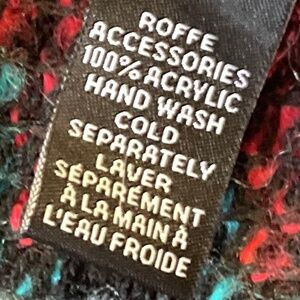 ROFFE
ACCESSORIES
100% ACRYLIC
HAND WASH
COLD
SEPARATELY
LAVER
SÉPARÉMENT
À LA MAIN À
L'EAU FROIDE